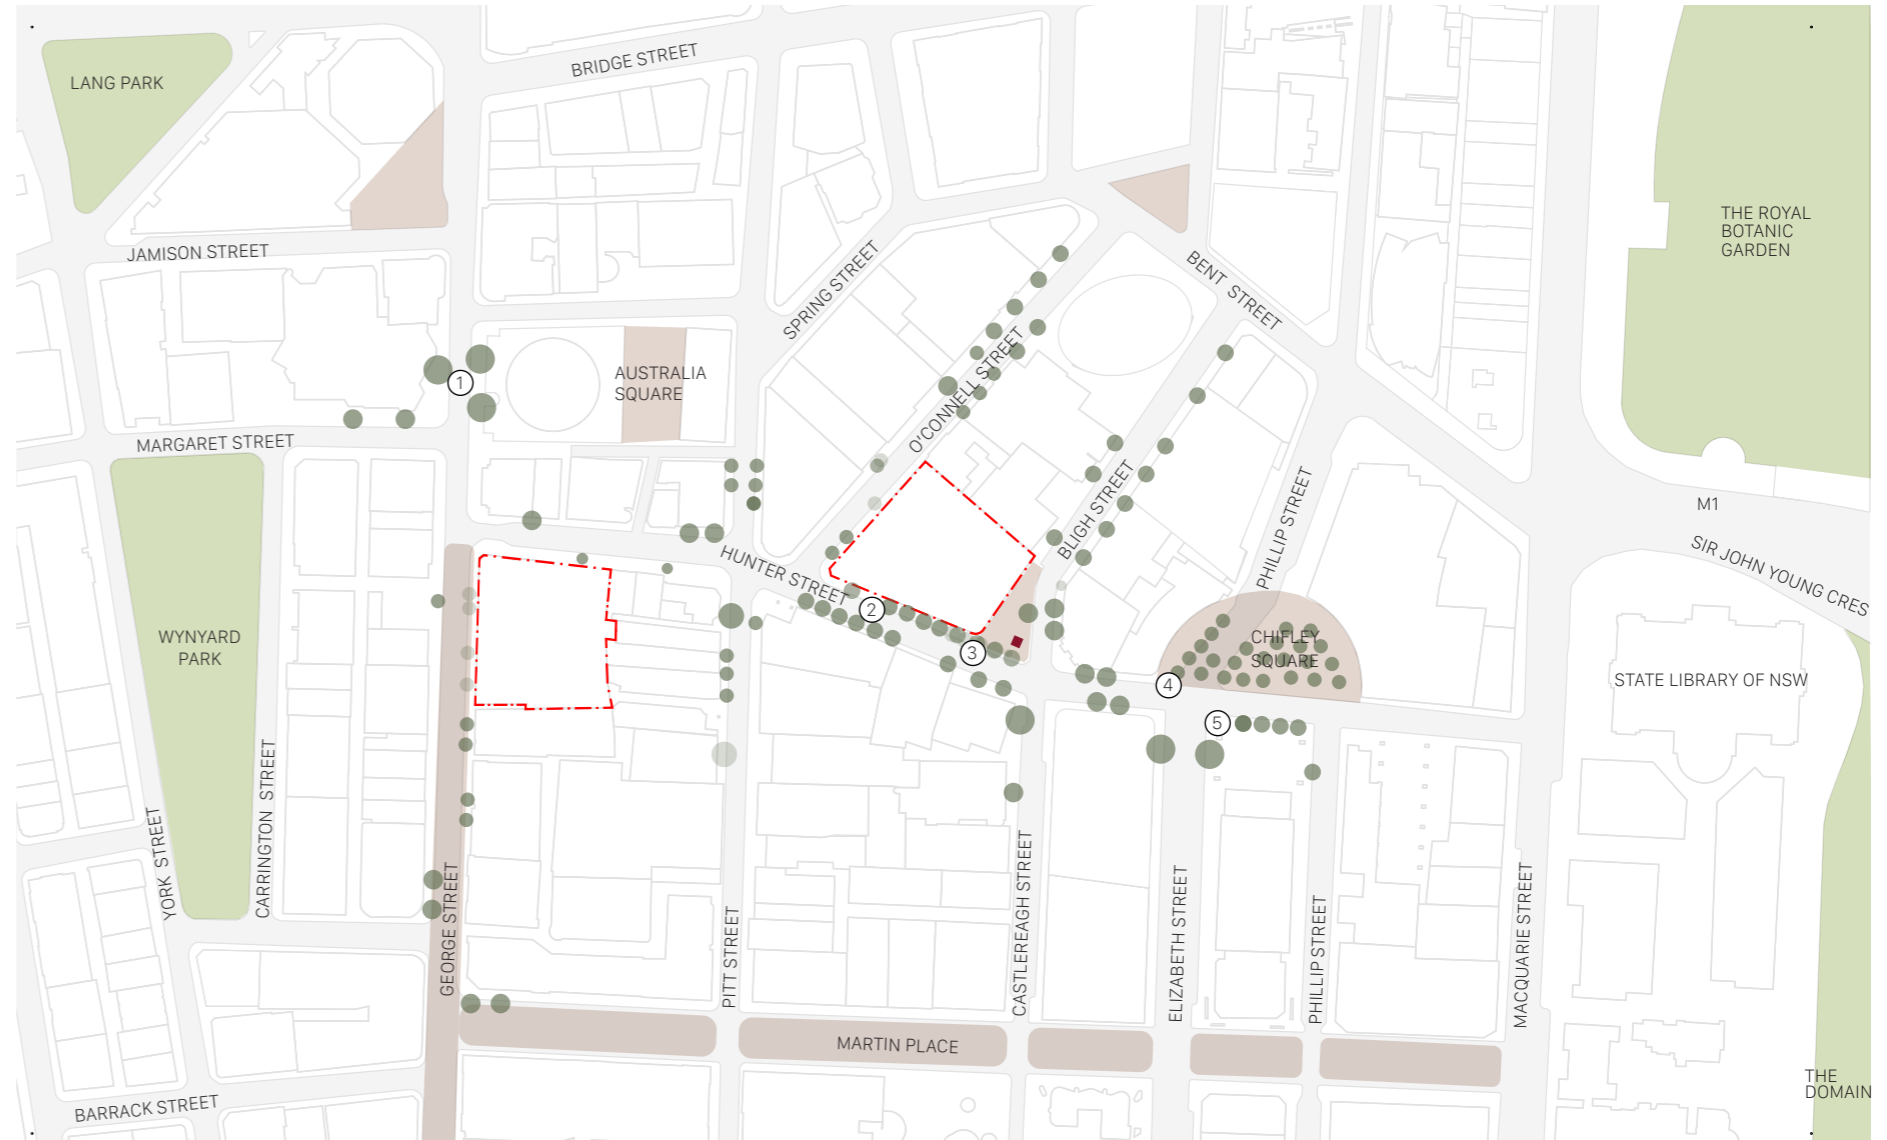 BRIDGE STREET
LANG PARK
THE ROYAL
BOTANIC
GARDEN
JAMISON STREET
SPRING STREET
BENT STREET
AUSTRALIA
SQUARE
1
O'CONNELL STREET
MARGARET STREET
BLIGH STREET
PHILLIP STREET
M1
SIR JOHN YOUNG CRES
HUNTER STREET
2
WYNYARD
PARK
CHIFLEY
SQUARE
3
4
STATE LIBRARY OF NSW
5
YORK STREET
CARRINGTON STREET
GEORGE STREET
PITT STREET
CASTLEREAGH STREET
ELIZABETH STREET
PHILLIP STREET
MACQUARIE STREET
MARTIN PLACE
THE
DOMAIN
BARRACK STREET